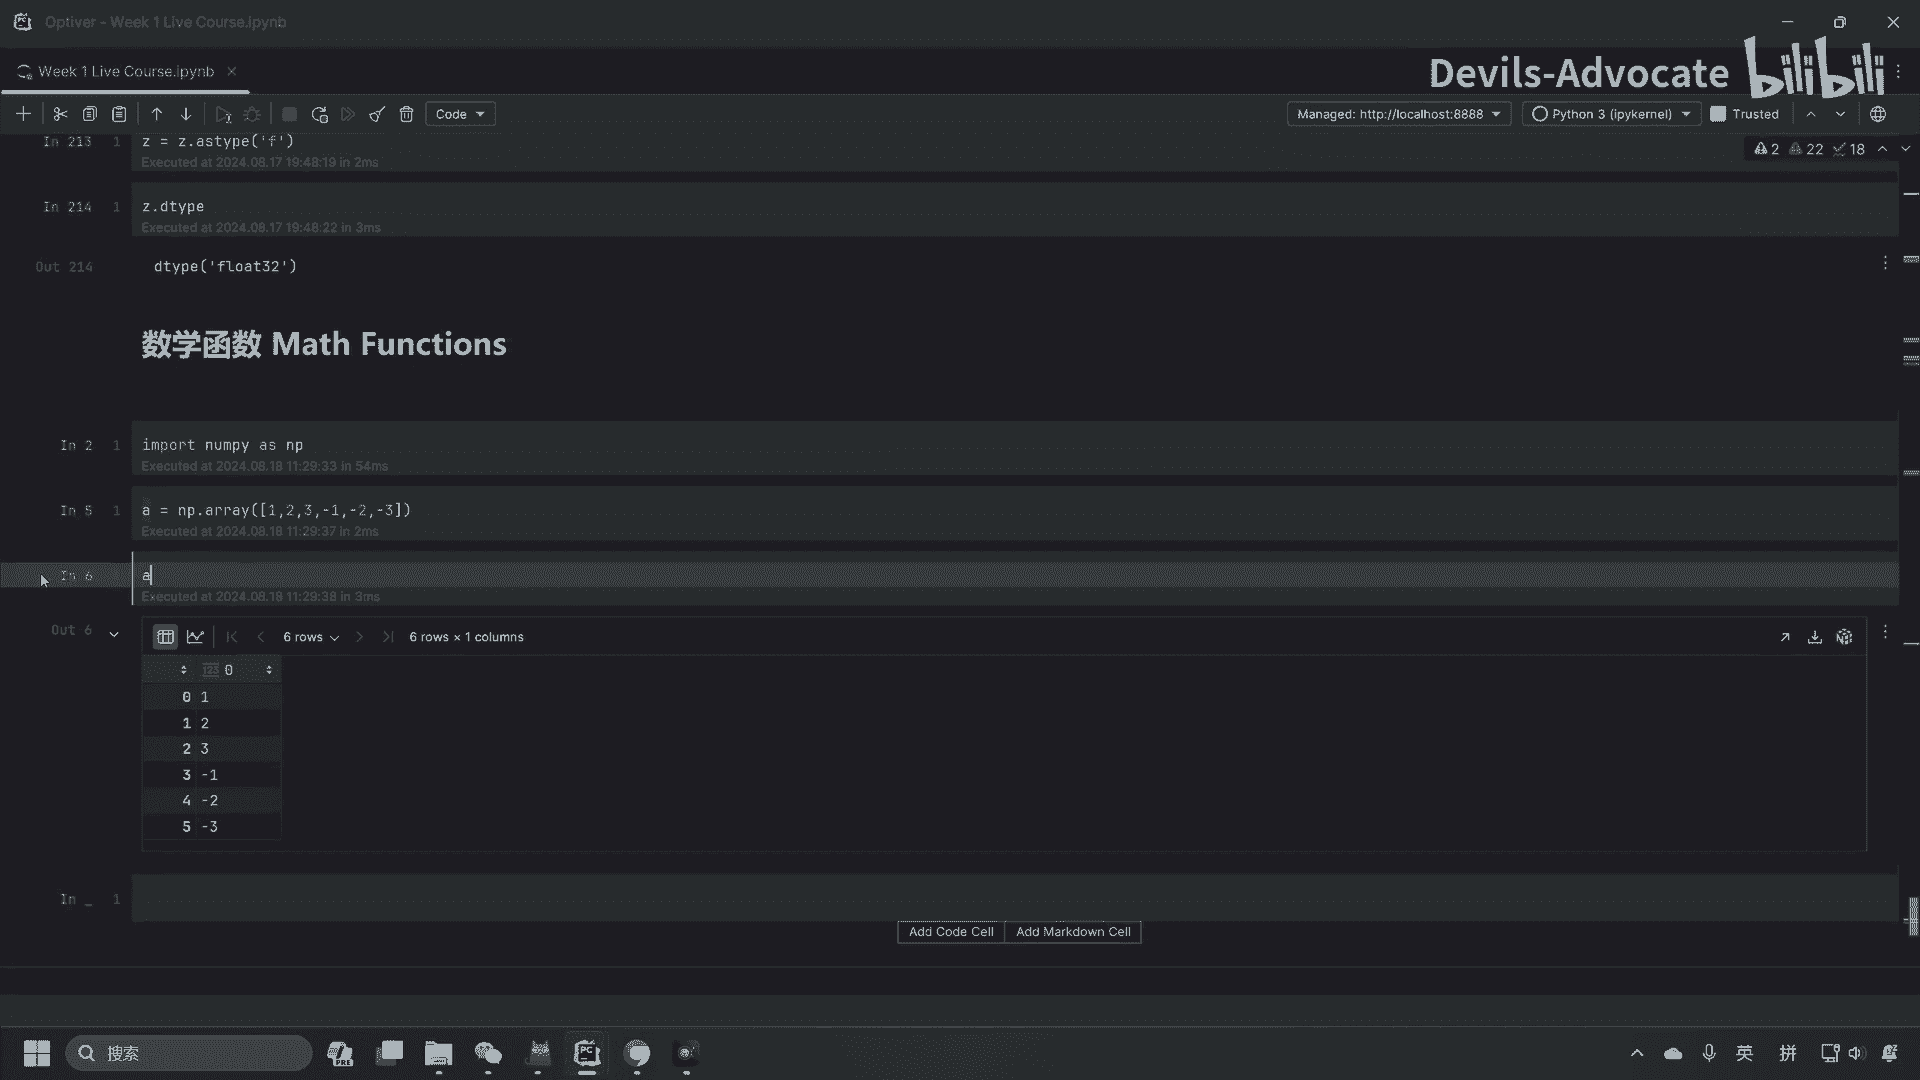 Optiver - Week 1 Live Course.ipynb
Week 1 Live Course.ipynb
Devils-Advocate bilibili
Code
Managed: http://localhost:8888
Python 3 (ipykernel)
Trusted
2 22 18
In 213 1 z = z.astype('f')
Executed at 2024.08.17 19:48:19 in 2ms
In 214 1 z.dtype
Executed at 2024.08.17 19:48:22 in 3ms
Out 214 dtype('float32')
数学函数 Math Functions
In 2 1 import numpy as np
Executed at 2024.08.18 11:29:33 in 54ms
In 5 1 a = np.array([1,2,3,-1,-2,-3])
Executed at 2024.08.18 11:29:37 in 2ms
In 6 a
Executed at 2024.08.18 11:29:38 in 3ms
Out 6 6 rows 6 rows × 1 columns
123 0
0 1
1 2
2 3
3 -1
4 -2
5 -3
In _ 1
Add Code Cell Add Markdown Cell
搜索 PRE PC 英 拼